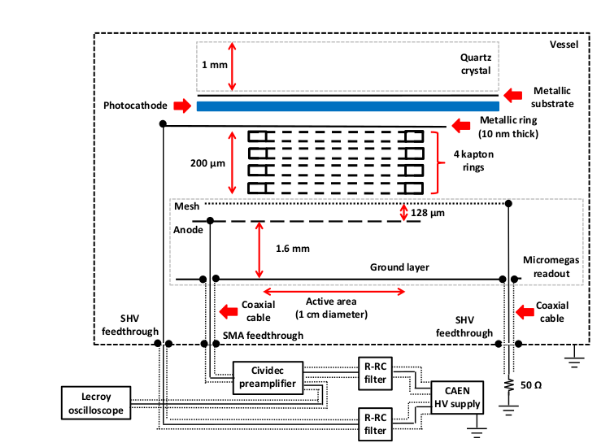 Vessel
Quartz
crystal
1 mm
Metallic
substrate
Photocathode
Metallic ring
(10 nm thick)
200 µm
4 kapton
rings
Mesh
128 µm
Anode
1.6 mm
Micromegas
readout
Ground layer
Coaxial
cable
Active area
(1 cm diameter)
Coaxial
cable
SHV
feedthrough
SMA feedthrough
SHV
feedthrough
Cividec
preamplifier
R-RC
filter
50 Ω
CAEN
HV supply
Lecroy
oscilloscope
R-RC
filter